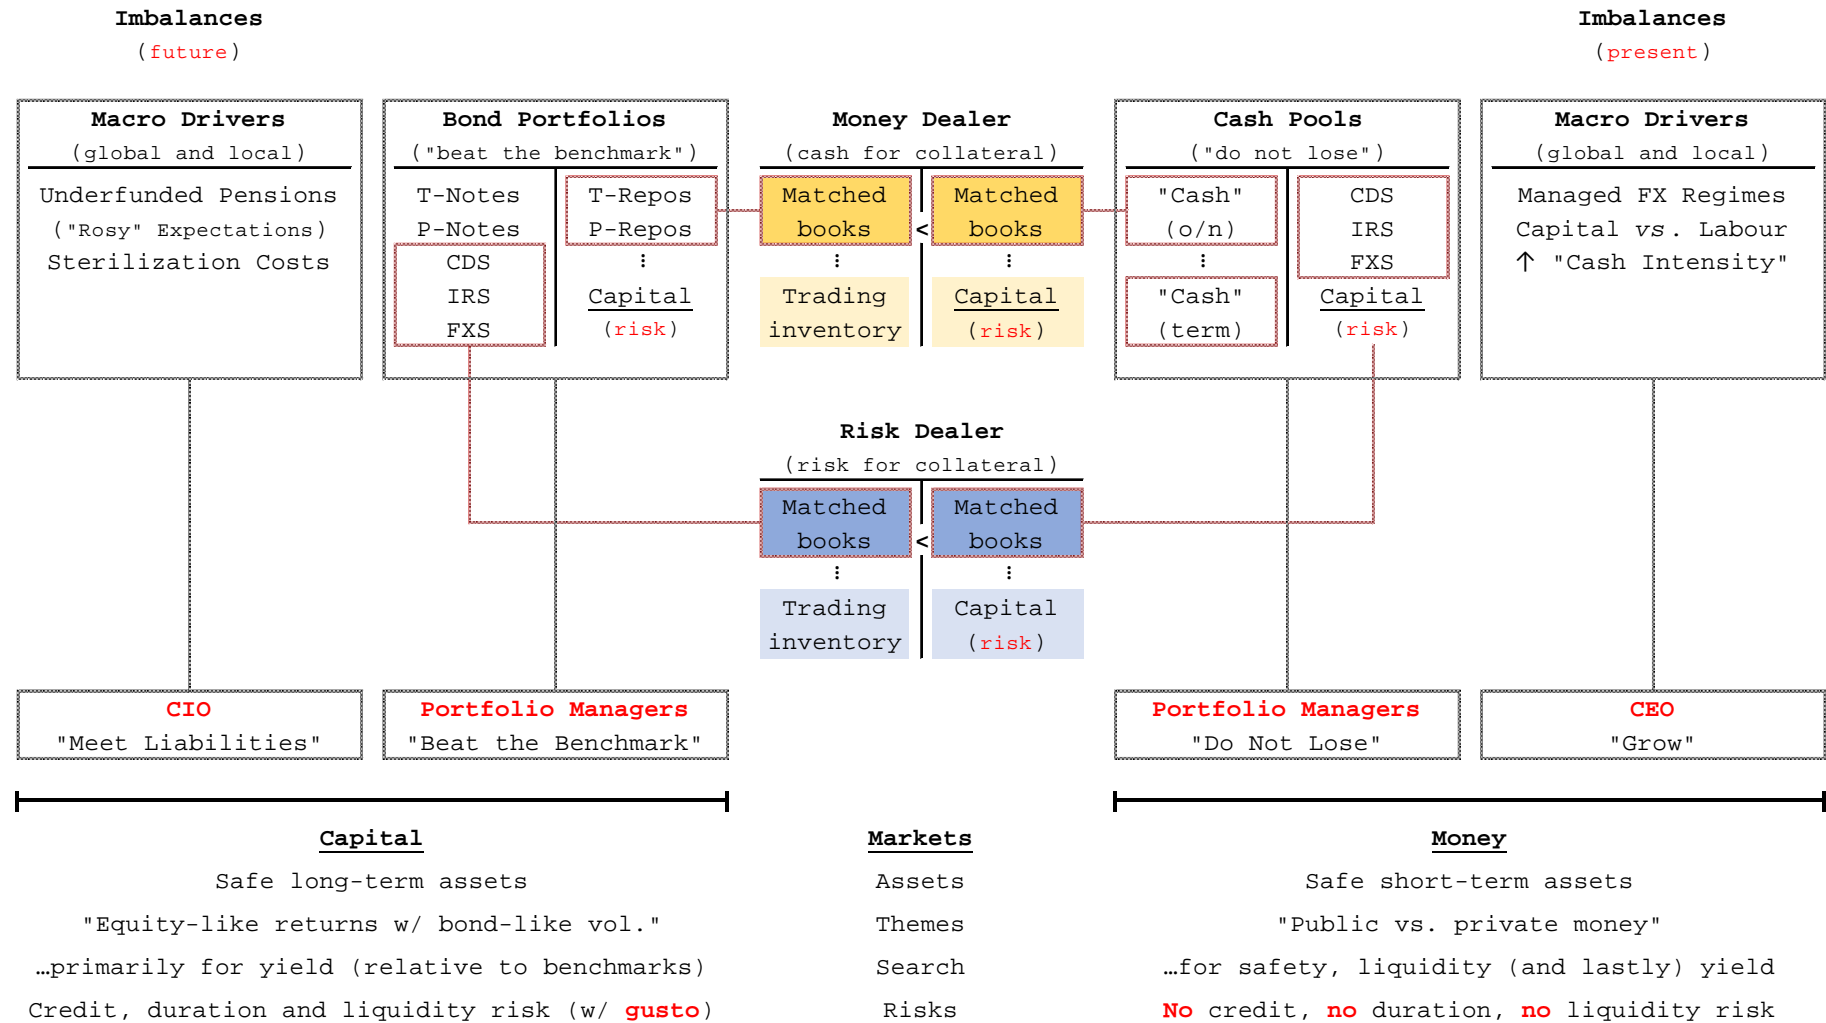 Imbalances
(future)
Imbalances
(present)
Macro Drivers
(global and local)
Underfunded Pensions
("Rosy" Expectations)
Sterilization Costs
Bond Portfolios
("beat the benchmark")
T-Notes
P-Notes
CDS
IRS
FXS
T-Repos
P-Repos
⋮
Capital
(risk)
Money Dealer
(cash for collateral)
Matched
books
⋮
Trading
inventory
<
Matched
books
⋮
Capital
(risk)
Cash Pools
("do not lose")
"Cash"
(o/n)
⋮
"Cash"
(term)
CDS
IRS
FXS
Capital
(risk)
Macro Drivers
(global and local)
Managed FX Regimes
Capital vs. Labour
↑ "Cash Intensity"
Risk Dealer
(risk for collateral)
Matched
books
⋮
Trading
inventory
<
Matched
books
⋮
Capital
(risk)
CIO
"Meet Liabilities"
Portfolio Managers
"Beat the Benchmark"
Portfolio Managers
"Do Not Lose"
CEO
"Grow"
Capital Markets Money
Safe long-term assets Assets Safe short-term assets
"Equity-like returns w/ bond-like vol." Themes "Public vs. private money"
…primarily for yield (relative to benchmarks) Search …for safety, liquidity (and lastly) yield
Credit, duration and liquidity risk (w/ gusto) Risks No credit, no duration, no liquidity risk